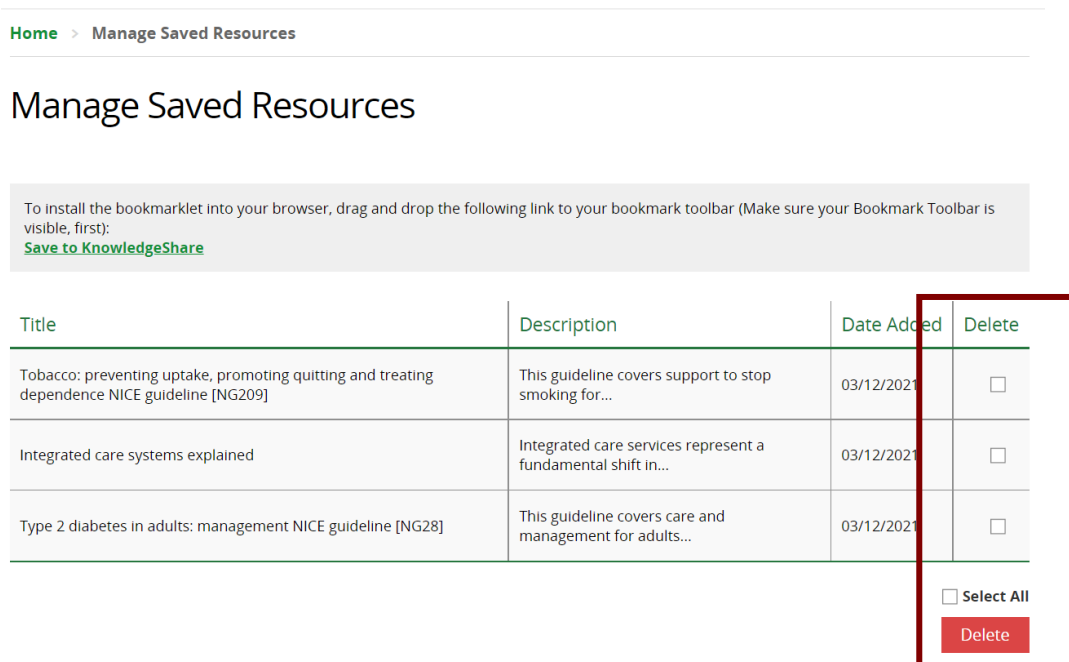 Home > Manage Saved Resources
Manage Saved Resources
To install the bookmarklet into your browser, drag and drop the following link to your bookmark toolbar (Make sure your Bookmark Toolbar is
visible, first):
Save to KnowledgeShare
Title Description Date Added Delete
Tobacco: preventing uptake, promoting quitting and treating
dependence NICE guideline [NG209]
This guideline covers support to stop
smoking for...
03/12/2021
Integrated care systems explained
Integrated care services represent a
fundamental shift in...
03/12/2021
Type 2 diabetes in adults: management NICE guideline [NG28]
This guideline covers care and
management for adults...
03/12/2021
Select All
Delete